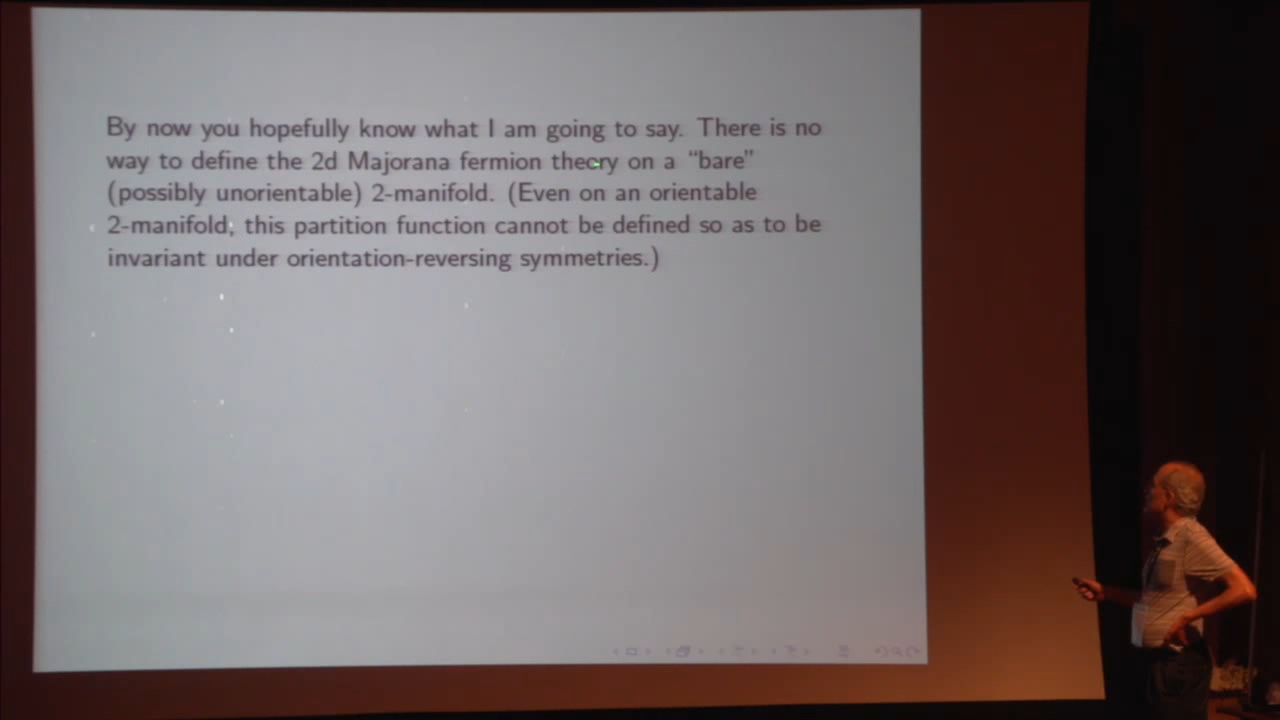 By now you hopefully know what I am going to say. There is no
way to define the 2d Majorana fermion theory on a “bare”
(possibly unorientable) 2-manifold. (Even on an orientable
2-manifold, this partition function cannot be defined so as to be
invariant under orientation-reversing symmetries.)